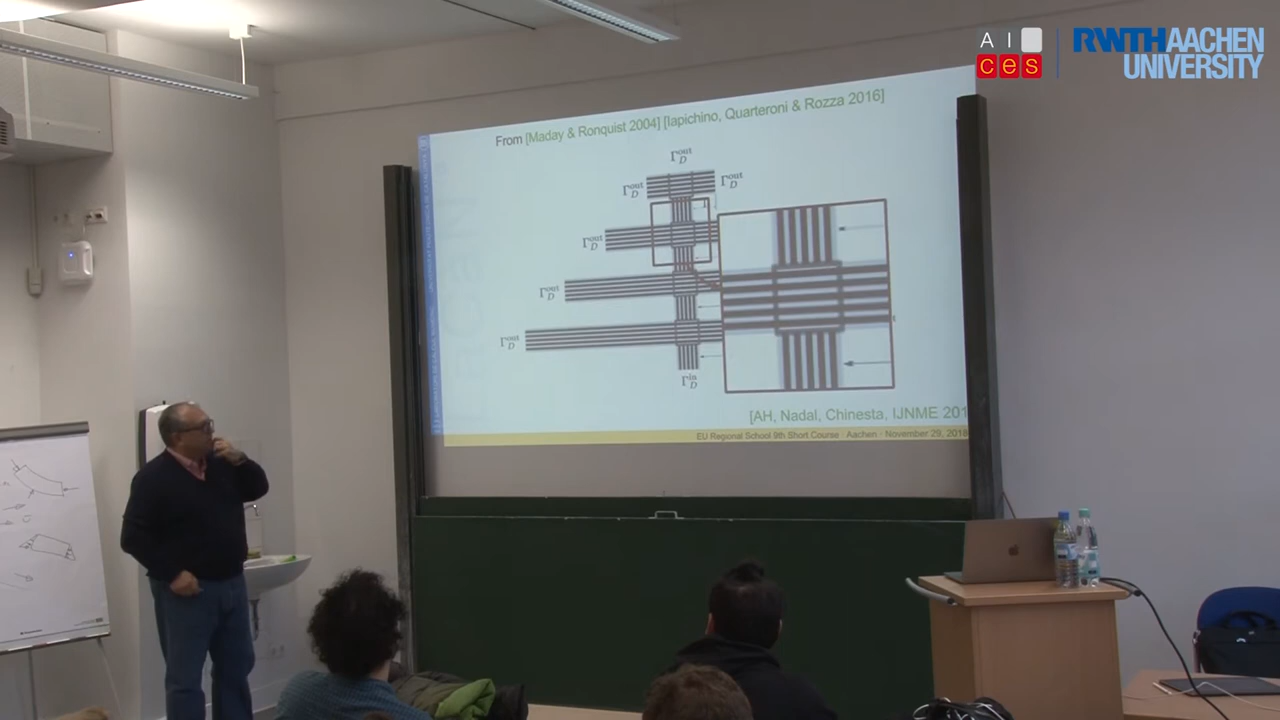 AI
ces
RWTHAACHEN
UNIVERSITY
From [Maday & Ronquist 2004] [Iapichino, Quarteroni & Rozza 2016]
Γ_D^out
Γ_D^out
Γ_D^out
Γ_D^out
Γ_D^out
Γ_D^out
Γ_D^in
[AH, Nadal, Chinesta, IJNME 201
EU Regional School 9th Short Course · Aachen · November 29, 2018